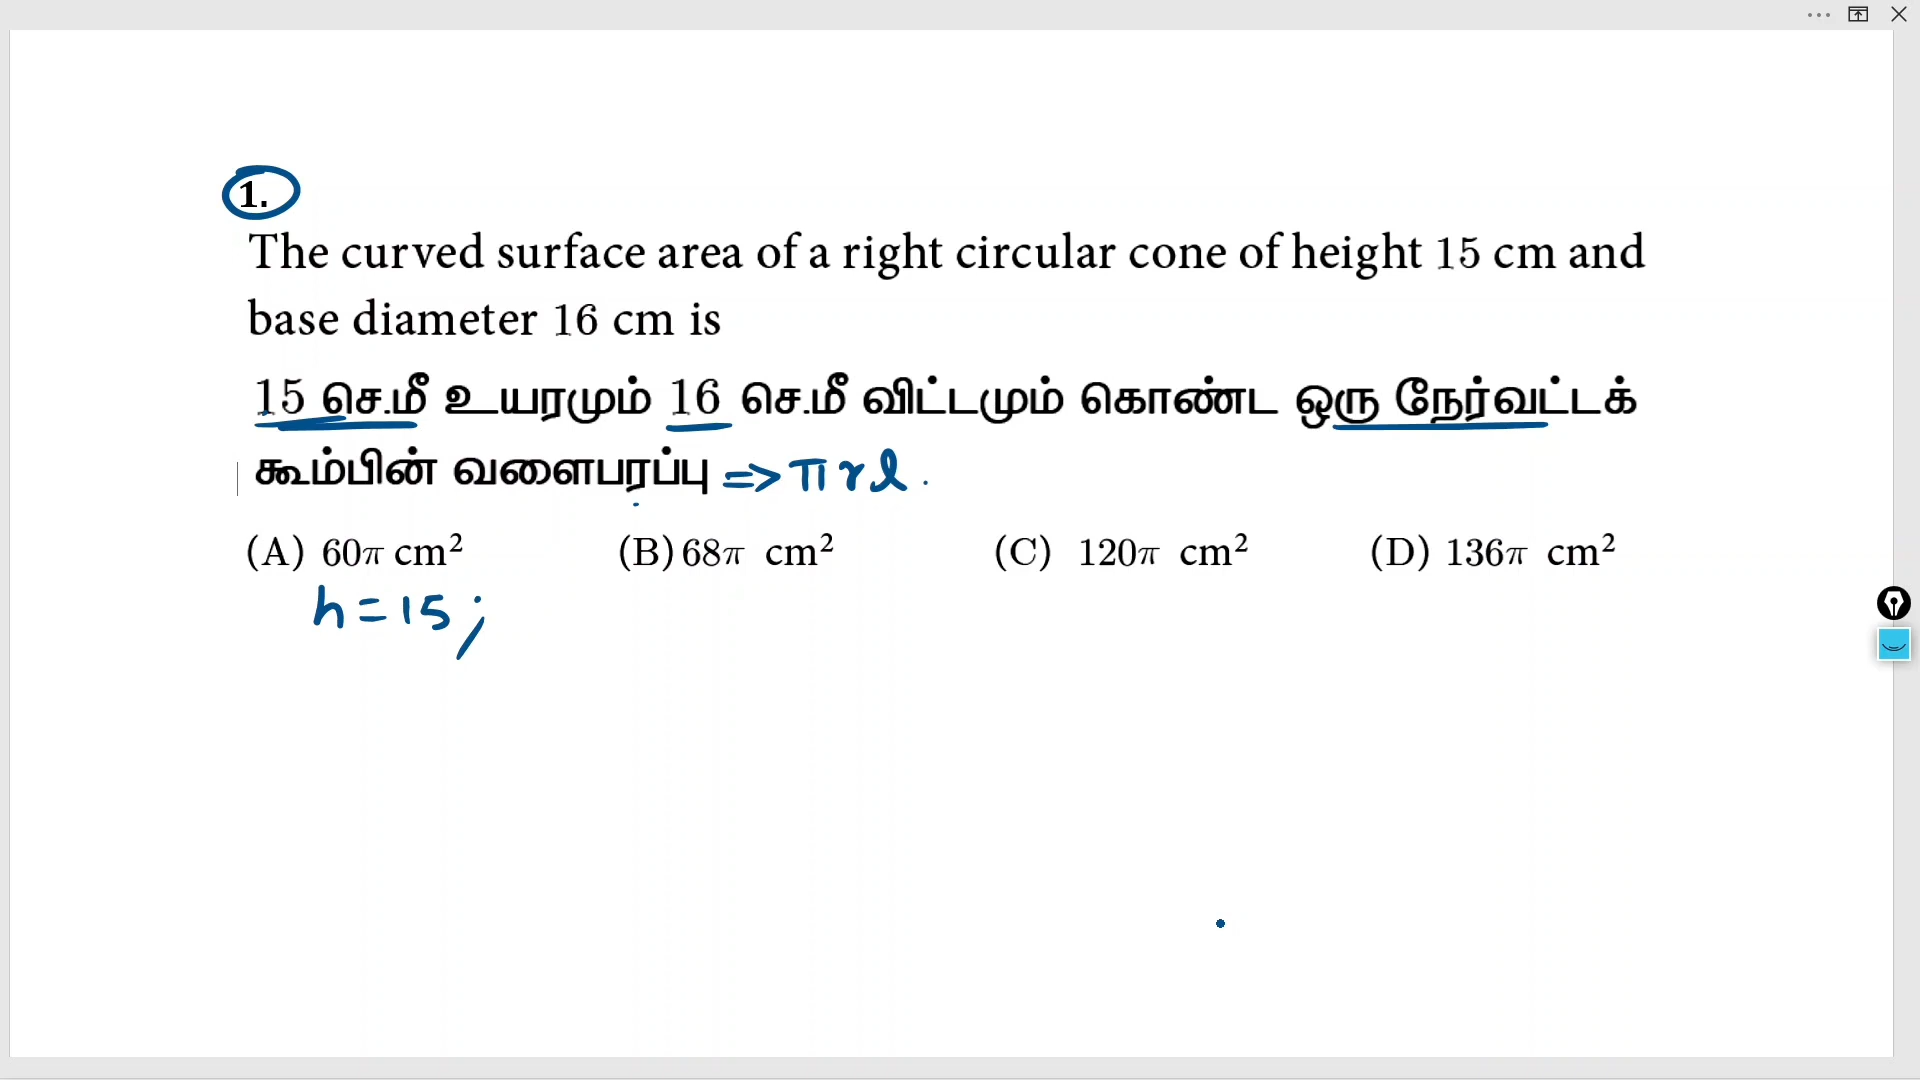 1.
The curved surface area of a right circular cone of height 15 cm and
base diameter 16 cm is
15 செ.மீ உயரமும் 16 செ.மீ விட்டமும் கொண்ட ஒரு நேர்வட்டக்
கூம்பின் வளைபரப்பு => πrl.
(A) 60π cm² (B) 68π cm² (C) 120π cm² (D) 136π cm²
h = 15;